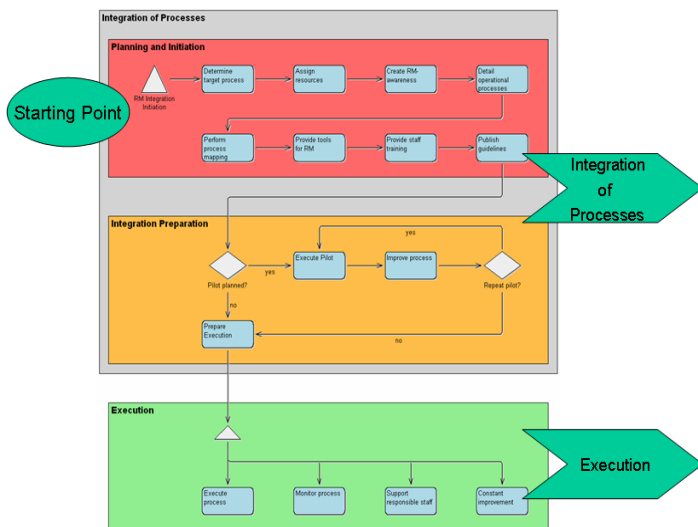 Integration of Processes
Planning and Initiation
RM Integration
Initiation
Determine
target process
Assign
resources
Create RM-
awareness
Detail
operational
processes
Starting Point
Perform
process
mapping
Provide tools
for RM
Provide staff
training
Publish
guidelines
Integration
of
Processes
Integration Preparation
yes
Pilot planned?
yes
Execute Pilot
Improve process
Repeat pilot?
no
Prepare
Execution
no
Execution
Execution
Execute
process
Monitor process
Support
responsible staff
Constant
improvement